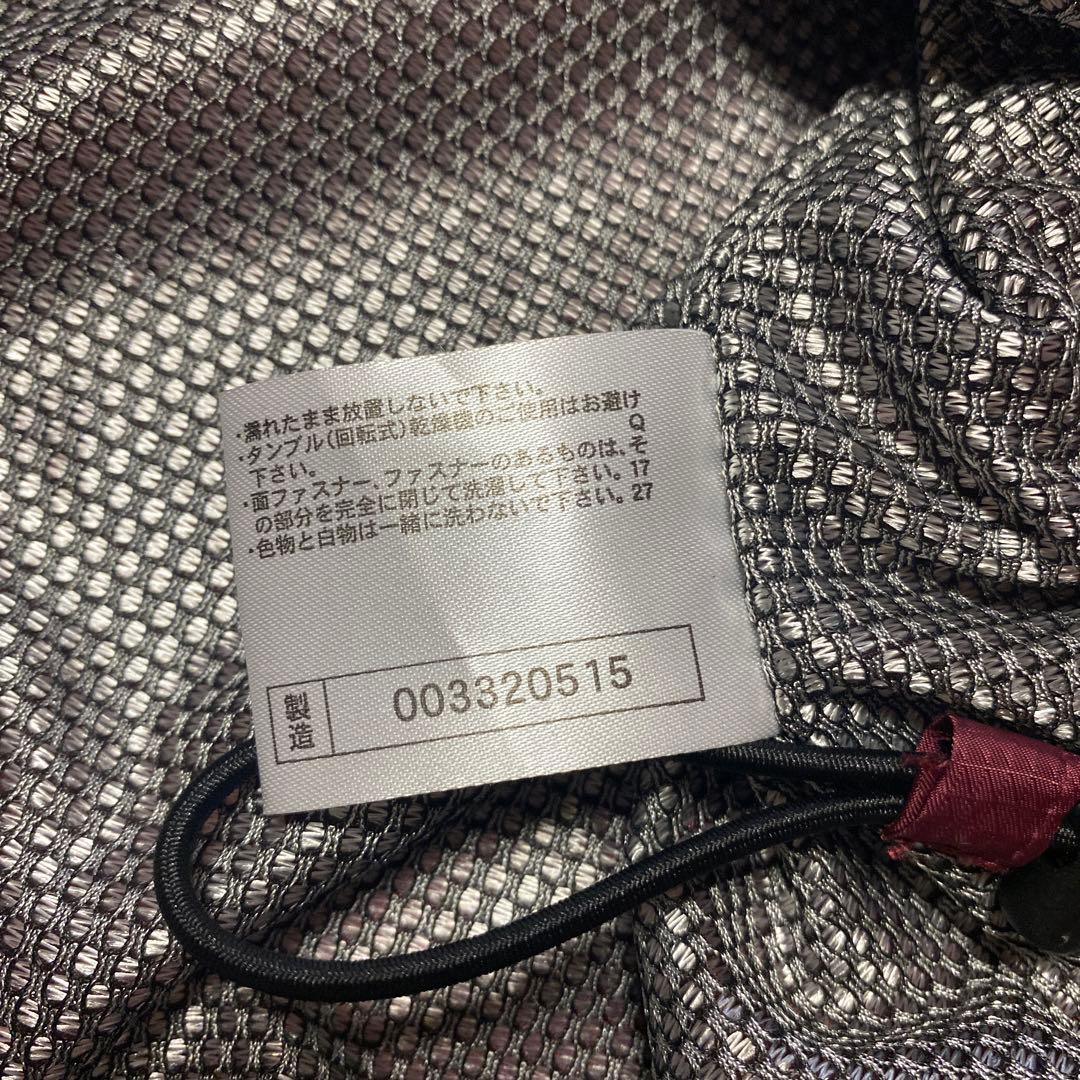 ・濡れたまま放置しないで下さい。
・タンブル(回転式)乾燥機のご使用はお避け
下さい。 Q
・面ファスナー、ファスナーのあるものは、そ
の部分を完全に閉じて洗濯して下さい。17
・色物と白物は一緒に洗わないで下さい。27
製造 003320515